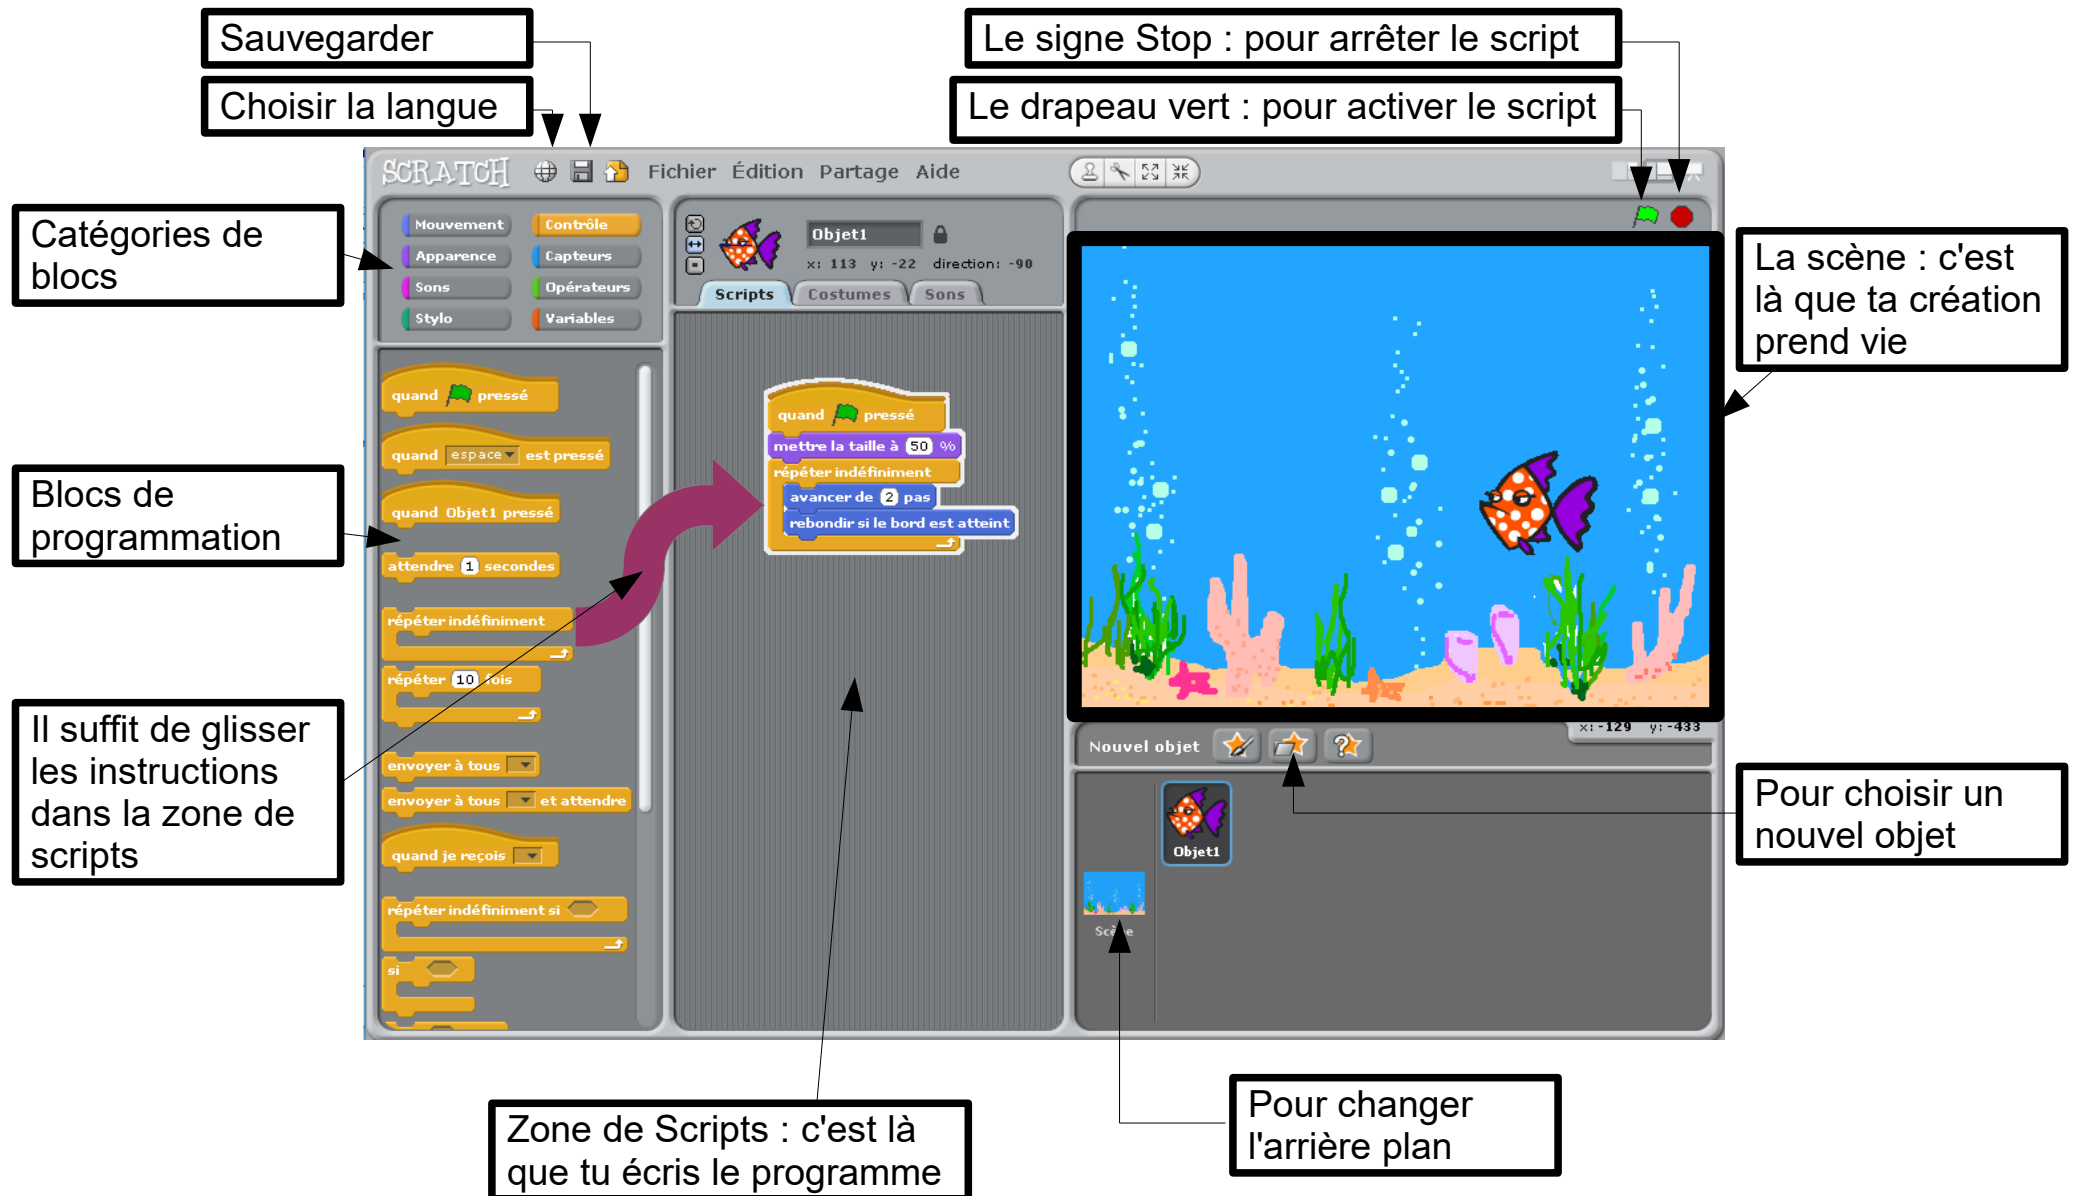 Sauvegarder
Choisir la langue
Le signe Stop : pour arrêter le script
Le drapeau vert : pour activer le script
SCRATCH
Fichier Édition Partage Aide
Catégories de
blocs
Mouvement
Contrôle
Apparence
Capteurs
Sons
Opérateurs
Stylo
Variables
Objet1
x: 113 y: -22 direction: -90
Scripts
Costumes
Sons
La scène : c'est
là que ta création
prend vie
quand pressé
quand espace est pressé
quand Objet1 pressé
attendre 1 secondes
répéter indéfiniment
répéter 10 fois
envoyer à tous
envoyer à tous et attendre
quand je reçois
répéter indéfiniment si
si
quand pressé
mettre la taille à 50 %
répéter indéfiniment
avancer de 2 pas
rebondir si le bord est atteint
Blocs de
programmation
Il suffit de glisser
les instructions
dans la zone de
scripts
x: -129 y: -433
Nouvel objet
Objet1
Scène
Pour choisir un
nouvel objet
Zone de Scripts : c'est là
que tu écris le programme
Pour changer
l'arrière plan